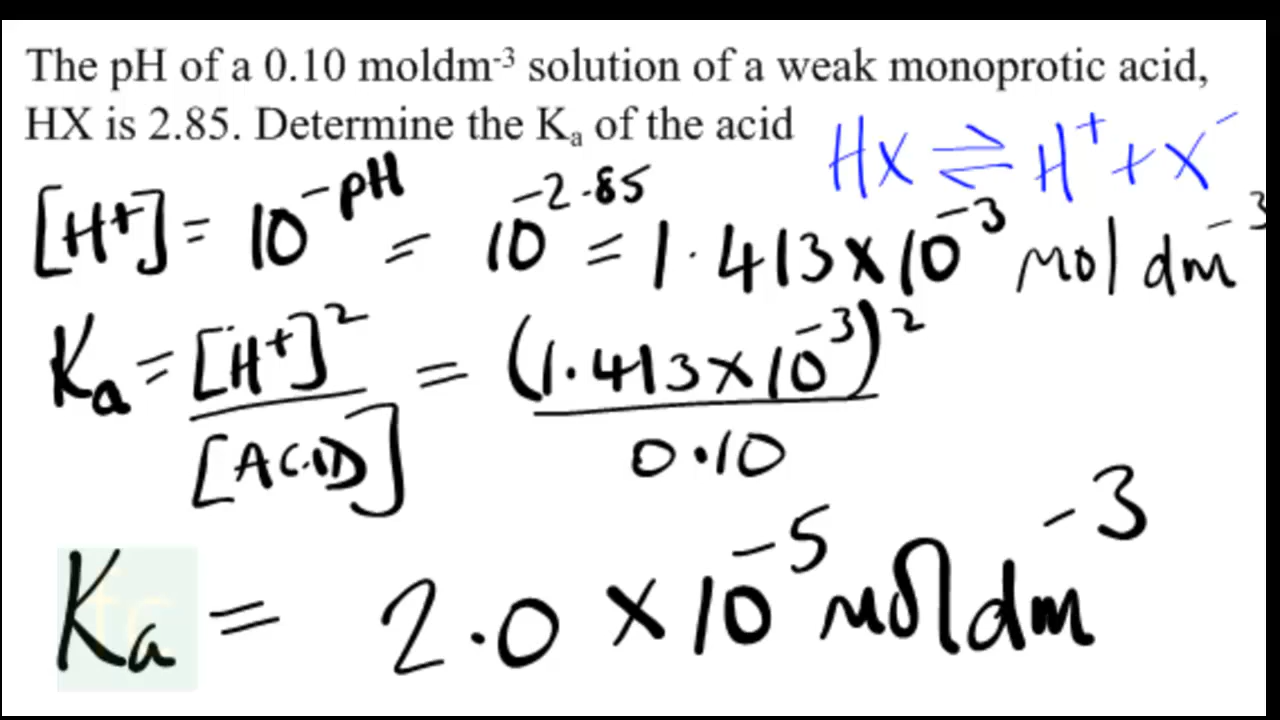 The pH of a 0.10 moldm⁻³ solution of a weak monoprotic acid,
HX is 2.85. Determine the Kₐ of the acid
HX ⇌ H⁺ + X⁻
[H⁺] = 10^-pH = 10^-2.85 = 1.413 × 10⁻³ mol dm⁻³
Ka = [H⁺]² / [ACID] = (1.413 × 10⁻³)² / 0.10
Ka = 2.0 × 10⁻⁵ mol dm⁻³